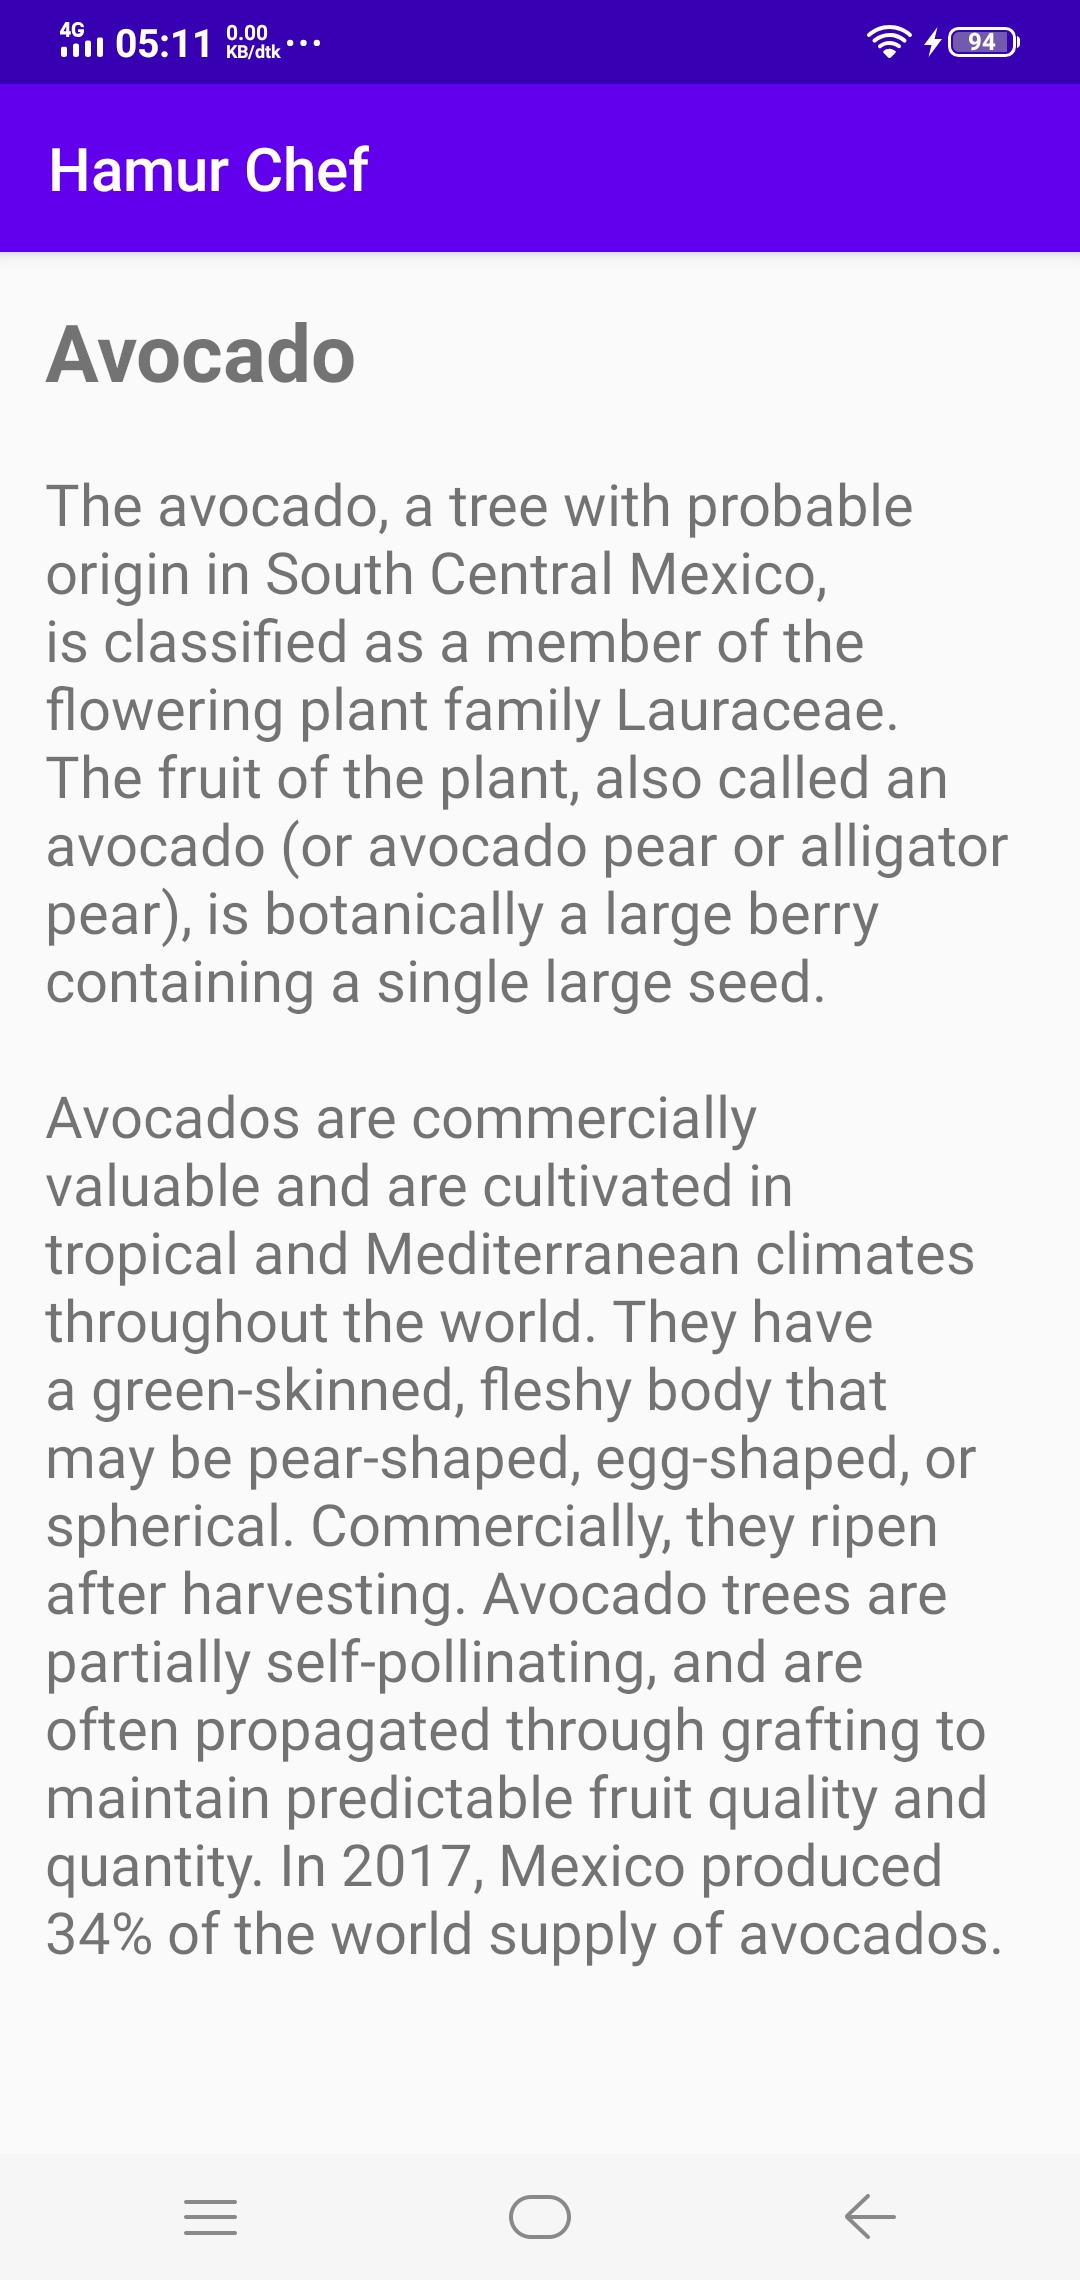 4G 05:11 0.00 KB/dtk ... 94
Hamur Chef
Avocado
The avocado, a tree with probable
origin in South Central Mexico,
is classified as a member of the
flowering plant family Lauraceae.
The fruit of the plant, also called an
avocado (or avocado pear or alligator
pear), is botanically a large berry
containing a single large seed.
Avocados are commercially
valuable and are cultivated in
tropical and Mediterranean climates
throughout the world. They have
a green-skinned, fleshy body that
may be pear-shaped, egg-shaped, or
spherical. Commercially, they ripen
after harvesting. Avocado trees are
partially self-pollinating, and are
often propagated through grafting to
maintain predictable fruit quality and
quantity. In 2017, Mexico produced
34% of the world supply of avocados.